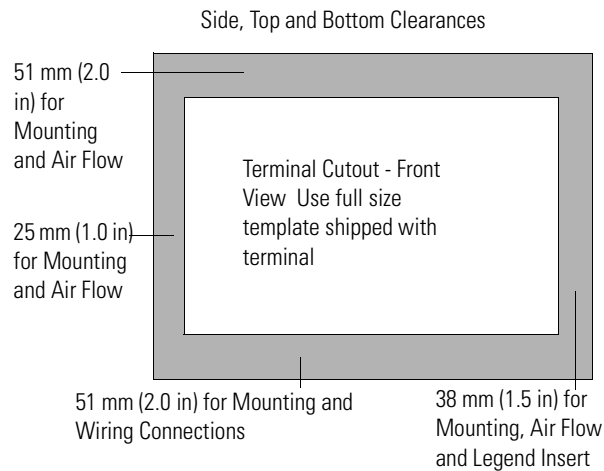 Side, Top and Bottom Clearances
51 mm (2.0
in) for
Mounting
and Air Flow
Terminal Cutout - Front
View  Use full size
template shipped with
terminal
25 mm (1.0 in)
for Mounting
and Air Flow
51 mm (2.0 in) for Mounting and
Wiring Connections
38 mm (1.5 in) for
Mounting, Air Flow
and Legend Insert